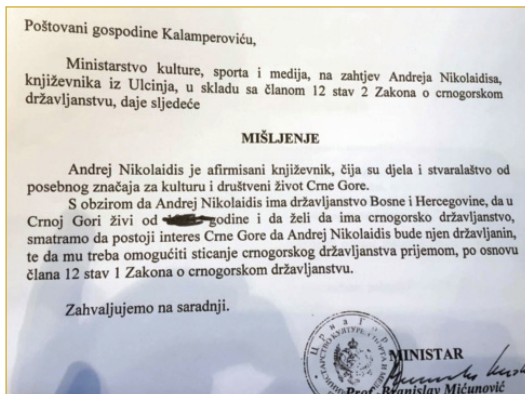 Poštovani gospodine Kalamperoviću,
Ministarstvo kulture, sporta i medija, na zahtjev Andreja Nikolaidisa,
književnika iz Ulcinja, u skladu sa članom 12 stav 2 Zakona o crnogorskom
državljanstvu, daje sljedeće
MIŠLJENJE
Andrej Nikolaidis je afirmisani književnik, čija su djela i stvaralaštvo od
posebnog značaja za kulturu i društveni život Crne Gore.
S obzirom da Andrej Nikolaidis ima državljanstvo Bosne i Hercegovine, da u
Crnoj Gori živi od godine i da želi da ima crnogorsko državljanstvo,
smatramo da postoji interes Crne Gore da Andrej Nikolaidis bude njen državljanin,
te da mu treba omogućiti sticanje crnogorskog državljanstva prijemom, po osnovu
člana 12 stav 1 Zakona o crnogorskom državljanstvu.
Zahvaljujemo na saradnji.
MINISTAR
Prof. Branislav Mićunović